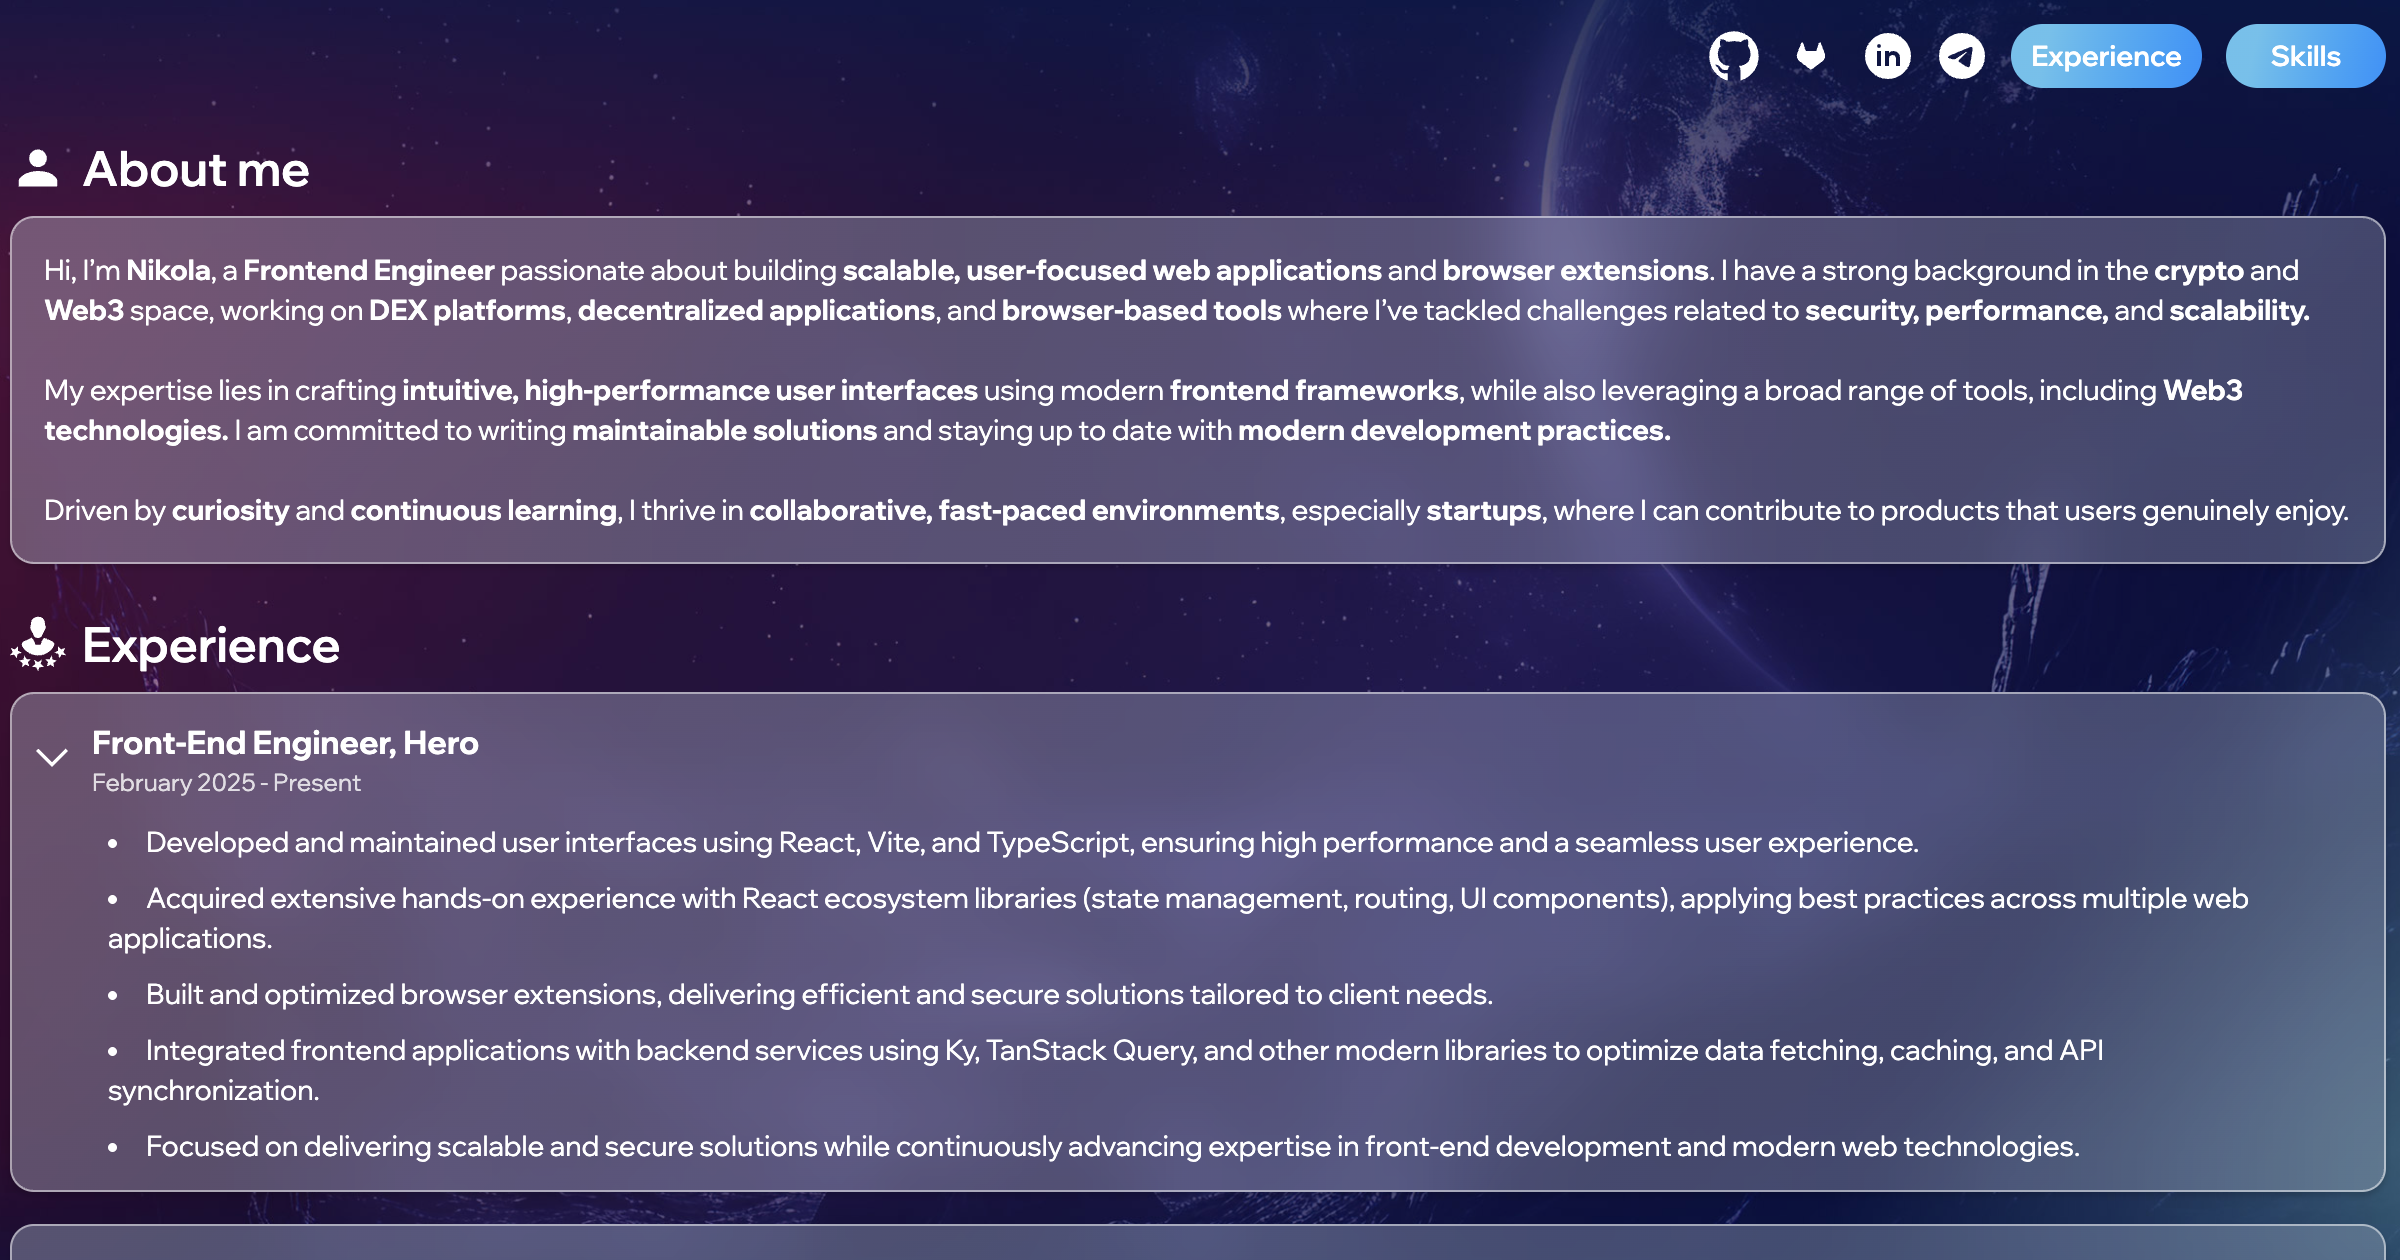 Experience
Skills
About me
Hi, I’m Nikola, a Frontend Engineer passionate about building scalable, user-focused web applications and browser extensions. I have a strong background in the crypto and
Web3 space, working on DEX platforms, decentralized applications, and browser-based tools where I’ve tackled challenges related to security, performance, and scalability.
My expertise lies in crafting intuitive, high-performance user interfaces using modern frontend frameworks, while also leveraging a broad range of tools, including Web3
technologies. I am committed to writing maintainable solutions and staying up to date with modern development practices.
Driven by curiosity and continuous learning, I thrive in collaborative, fast-paced environments, especially startups, where I can contribute to products that users genuinely enjoy.
Experience
Front-End Engineer, Hero
February 2025 - Present
• Developed and maintained user interfaces using React, Vite, and TypeScript, ensuring high performance and a seamless user experience.
• Acquired extensive hands-on experience with React ecosystem libraries (state management, routing, UI components), applying best practices across multiple web
applications.
• Built and optimized browser extensions, delivering efficient and secure solutions tailored to client needs.
• Integrated frontend applications with backend services using Ky, TanStack Query, and other modern libraries to optimize data fetching, caching, and API
synchronization.
• Focused on delivering scalable and secure solutions while continuously advancing expertise in front-end development and modern web technologies.